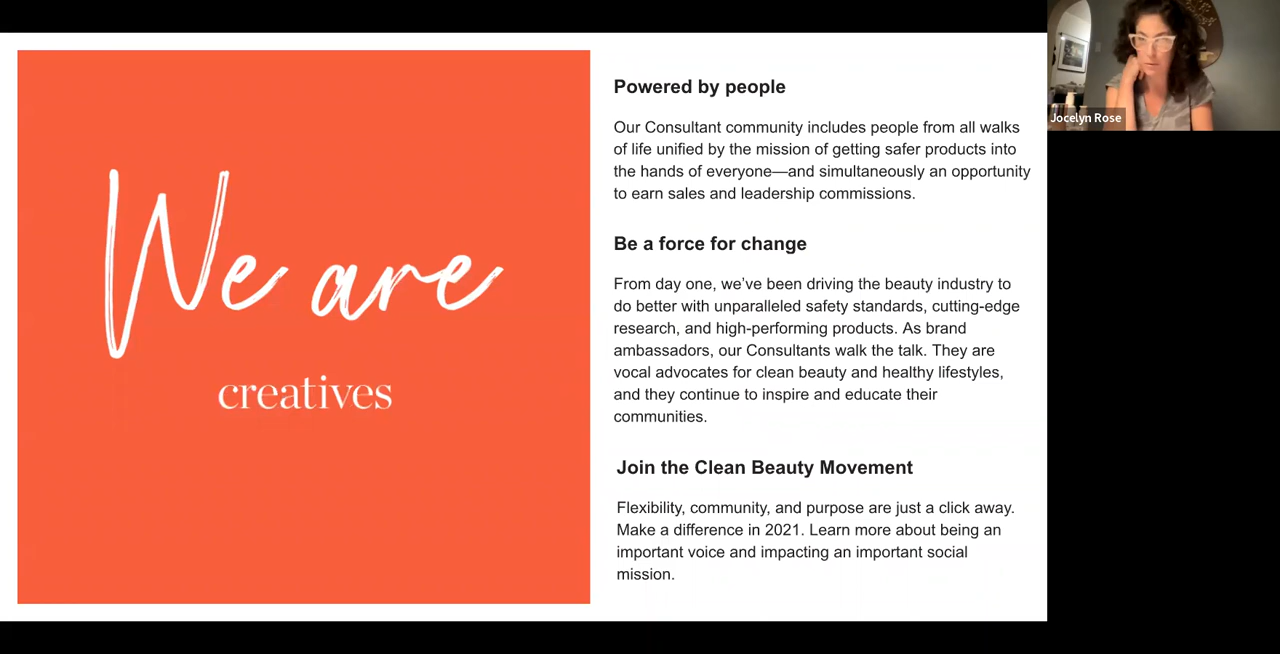 We are
creatives
Powered by people
Our Consultant community includes people from all walks
of life unified by the mission of getting safer products into
the hands of everyone—and simultaneously an opportunity
to earn sales and leadership commissions.
Be a force for change
From day one, we’ve been driving the beauty industry to
do better with unparalleled safety standards, cutting-edge
research, and high-performing products. As brand
ambassadors, our Consultants walk the talk. They are
vocal advocates for clean beauty and healthy lifestyles,
and they continue to inspire and educate their
communities.
Join the Clean Beauty Movement
Flexibility, community, and purpose are just a click away.
Make a difference in 2021. Learn more about being an
important voice and impacting an important social
mission.
Jocelyn Rose